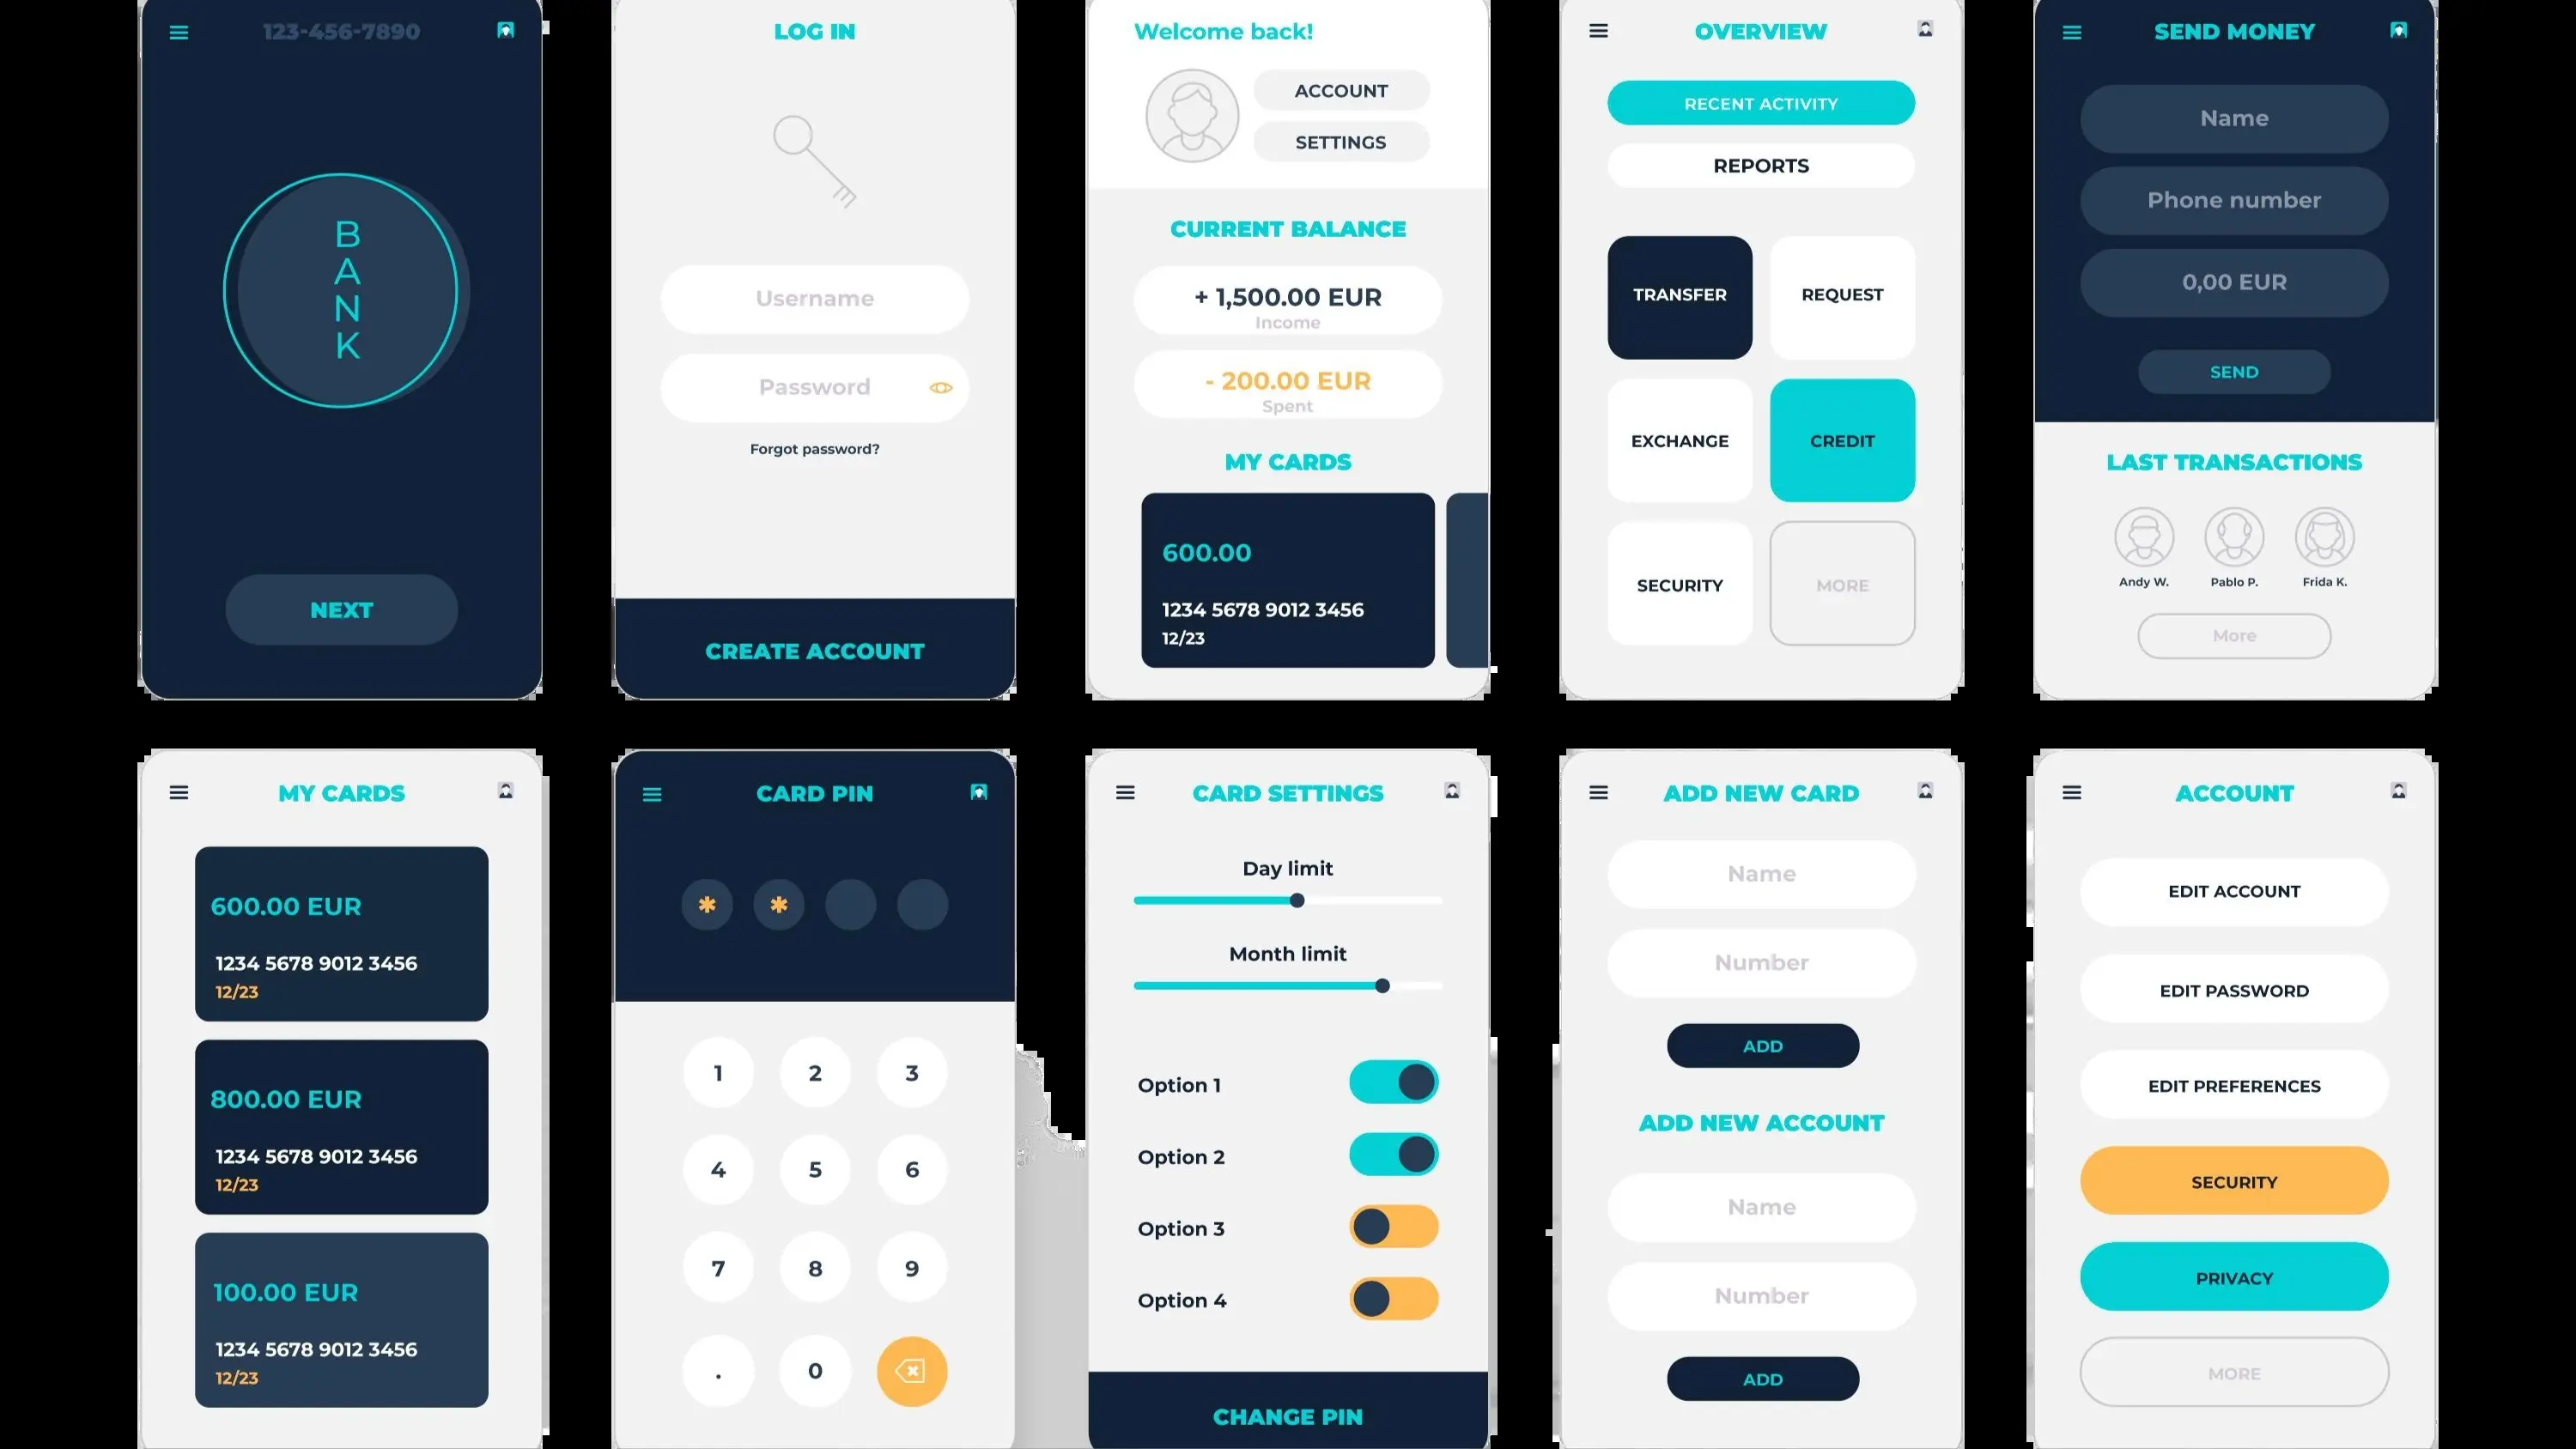 123-456-7890
B
A
N
K
NEXT
LOG IN
Username
Password
Forgot password?
CREATE ACCOUNT
Welcome back!
ACCOUNT
SETTINGS
CURRENT BALANCE
+ 1,500.00 EUR
Income
- 200.00 EUR
Spent
MY CARDS
600.00
1234 5678 9012 3456
12/23
OVERVIEW
RECENT ACTIVITY
REPORTS
TRANSFER
REQUEST
EXCHANGE
CREDIT
SECURITY
MORE
SEND MONEY
Name
Phone number
0,00 EUR
SEND
LAST TRANSACTIONS
Andy W.
Pablo P.
Frida K.
More
MY CARDS
600.00 EUR
1234 5678 9012 3456
12/23
800.00 EUR
1234 5678 9012 3456
12/23
100.00 EUR
1234 5678 9012 3456
12/23
CARD PIN
* *
1 2 3
4 5 6
7 8 9
. 0
CARD SETTINGS
Day limit
Month limit
Option 1
Option 2
Option 3
Option 4
CHANGE PIN
ADD NEW CARD
Name
Number
ADD
ADD NEW ACCOUNT
Name
Number
ADD
ACCOUNT
EDIT ACCOUNT
EDIT PASSWORD
EDIT PREFERENCES
SECURITY
PRIVACY
MORE